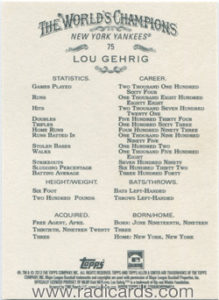 THE WORLD'S CHAMPIONS
NEW YORK YANKEES®
75
LOU GEHRIG
STATISTICS.
CAREER.
GAMES PLAYED
TWO THOUSAND ONE HUNDRED
SIXTY FOUR
RUNS
ONE THOUSAND EIGHT HUNDRED
EIGHTY EIGHT
HITS
TWO THOUSAND SEVEN HUNDRED
TWENTY ONE
DOUBLES
FIVE HUNDRED THIRTY FOUR
TRIPLES
ONE HUNDRED SIXTY THREE
HOME RUNS
FOUR HUNDRED NINETY THREE
RUNS BATTED IN
ONE THOUSAND NINE HUNDRED
STOLEN BASES
ONE HUNDRED TWO
WALKS
ONE THOUSAND FIVE HUNDRED
EIGHT
STRIKEOUTS
SEVEN HUNDRED NINETY
SLUGGING PERCENTAGE
SIX HUNDRED THIRTY TWO
BATTING AVERAGE
THREE HUNDRED FORTY
HEIGHT/WEIGHT.
BATS/THROWS.
SIX FOOT
TWO HUNDRED POUNDS
BATS LEFT-HANDED
THROWS LEFT-HANDED
ACQUIRED.
BORN/HOME.
FREE AGENT, APRIL
THIRTIETH, NINETEEN TWENTY
THREE
BORN: JUNE NINETEENTH, NINETEEN
THREE
HOME: NEW YORK, NEW YORK
Topps
www.radicards.com